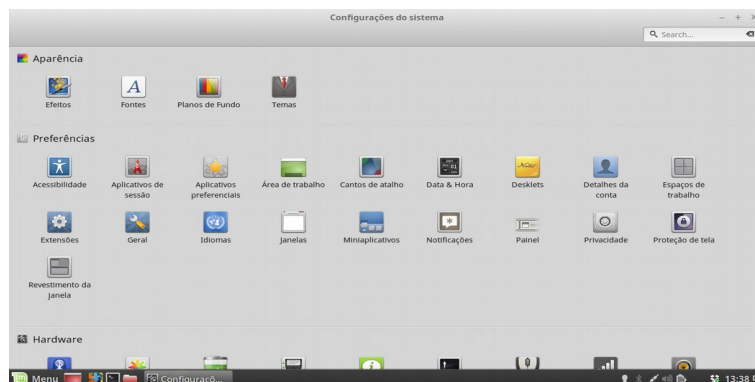 Configurações do sistema
Search...
Aparência
Efeitos
Fontes
Planos de Fundo
Temas
Preferências
Acessibilidade
Aplicativos de
sessão
Aplicativos
preferenciais
Área de trabalho
Cantos de atalho
Data & Hora
Desklets
Detalhes da
conta
Espaços de
trabalho
Extensões
Geral
Idiomas
Janelas
Miniaplicativos
Notificações
Painel
Privacidade
Proteção de tela
Revestimento da
janela
Hardware
Menu
Configuraçõ...
13:38